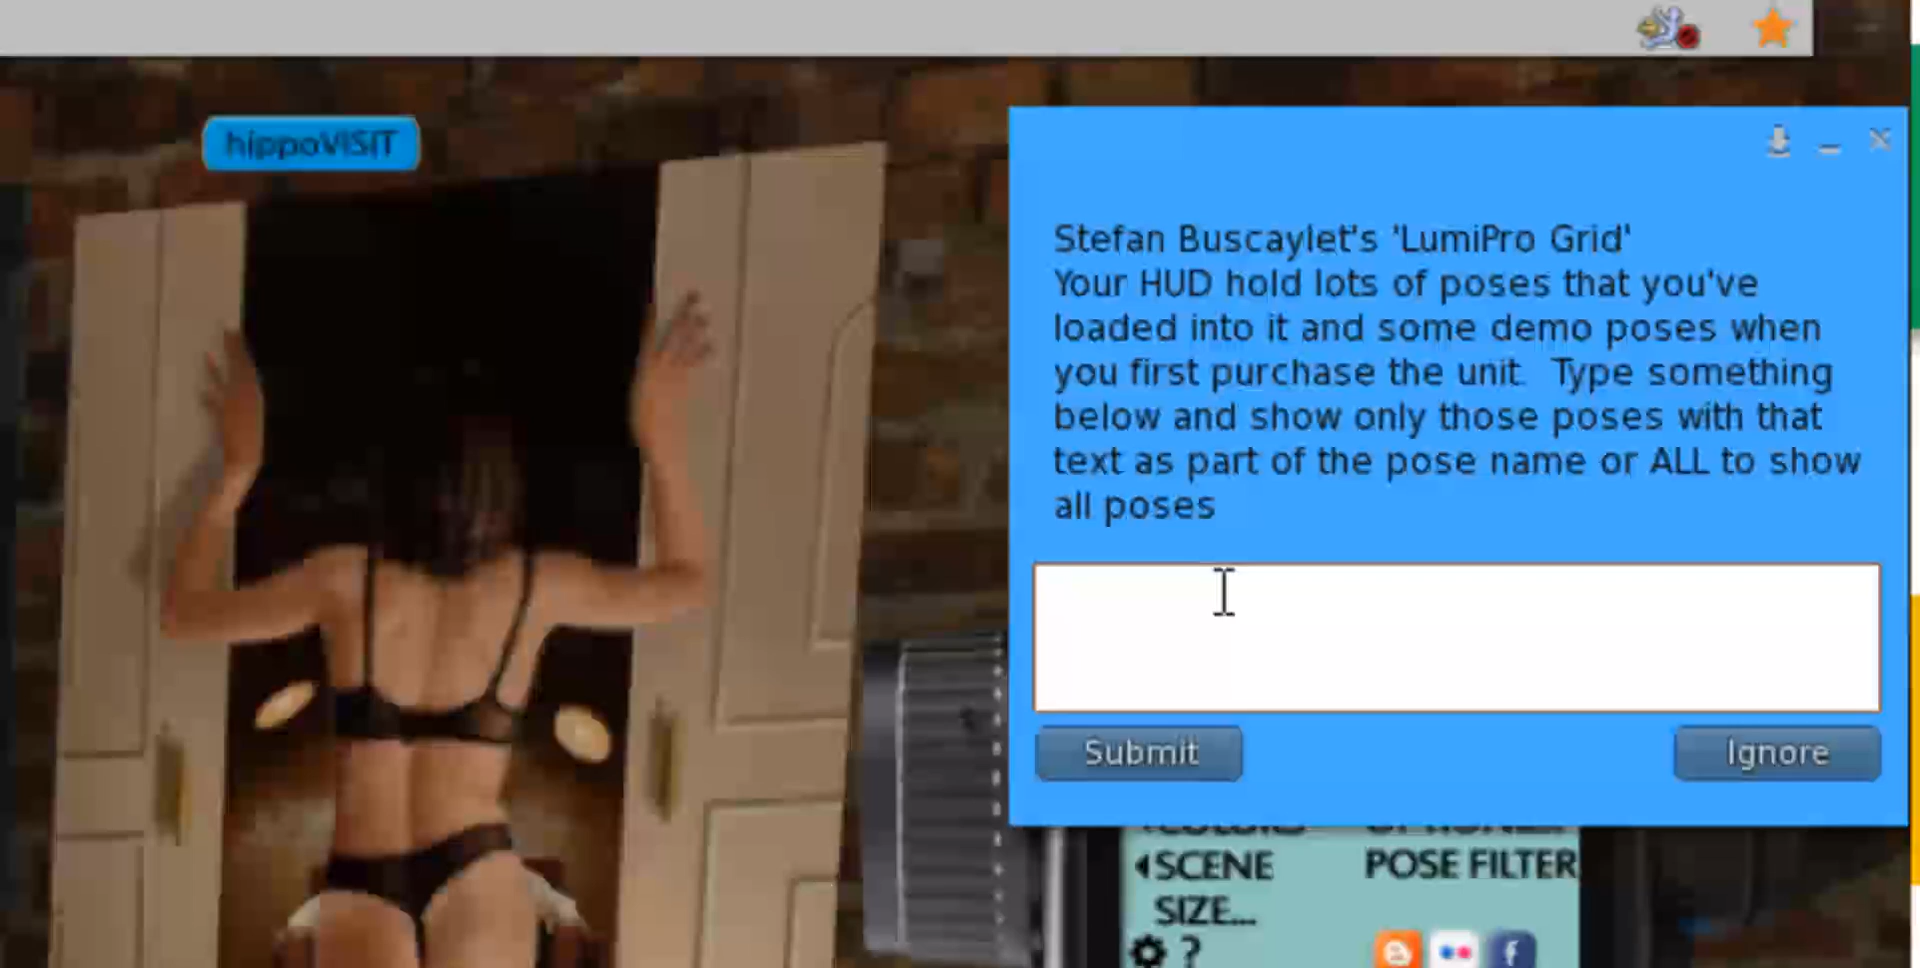 hippoVISIT
Stefan Buscaylet's 'LumiPro Grid'
Your HUD hold lots of poses that you've
loaded into it and some demo poses when
you first purchase the unit.  Type something
below and show only those poses with that
text as part of the pose name or ALL to show
all poses
Submit
Ignore
SCENE
SIZE...
POSE FILTER
?